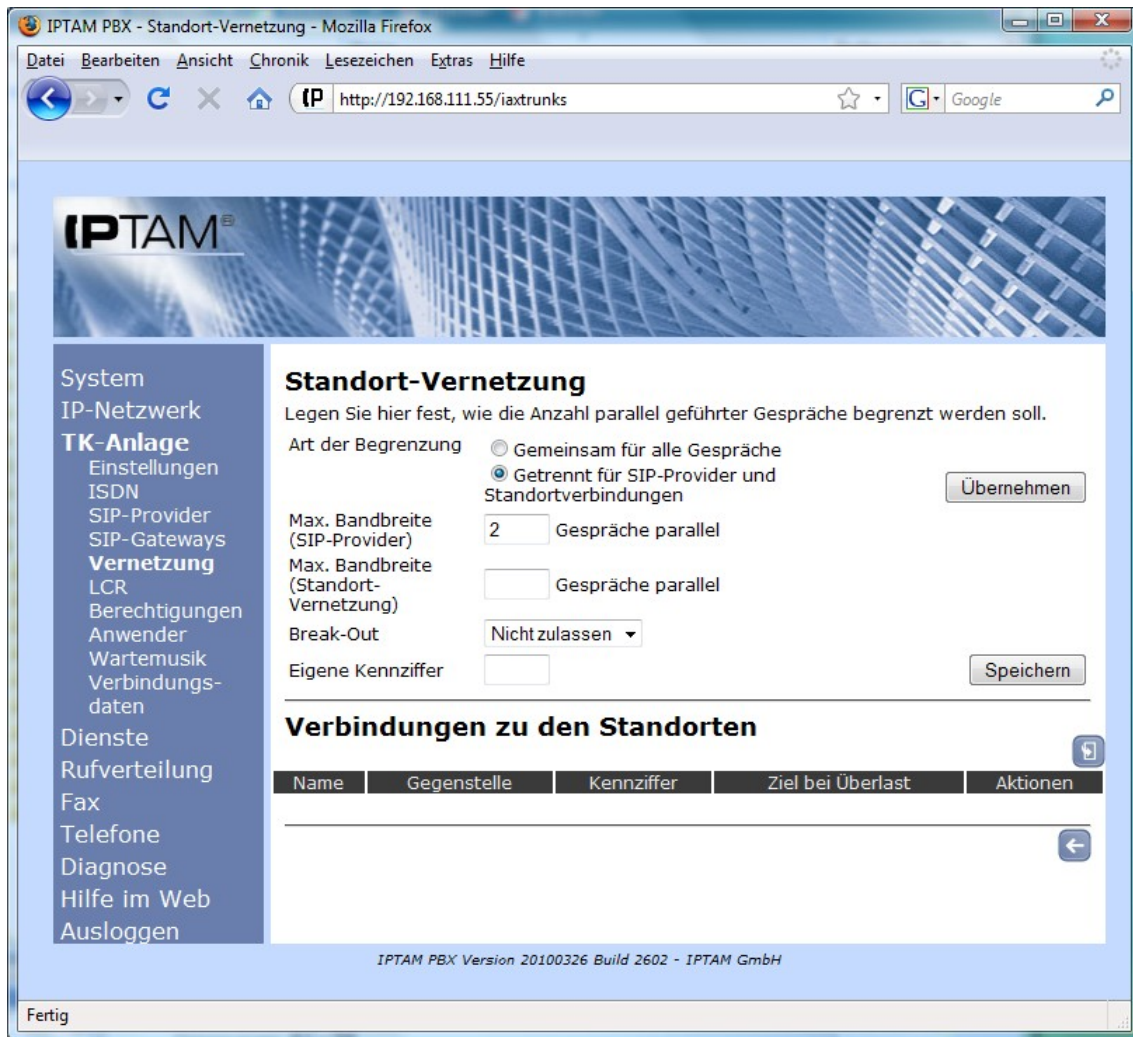 IPTAM PBX - Standort-Vernetzung - Mozilla Firefox
Datei Bearbeiten Ansicht Chronik Lesezeichen Extras Hilfe
http://192.168.111.55/iaxtrunks
Google
IPTAM®
System
IP-Netzwerk
TK-Anlage
Einstellungen
ISDN
SIP-Provider
SIP-Gateways
Vernetzung
LCR
Berechtigungen
Anwender
Wartemusik
Verbindungs-
daten
Dienste
Rufverteilung
Fax
Telefone
Diagnose
Hilfe im Web
Ausloggen
Standort-Vernetzung
Legen Sie hier fest, wie die Anzahl parallel geführter Gespräche begrenzt werden soll.
Art der Begrenzung
Gemeinsam für alle Gespräche
Getrennt für SIP-Provider und
Standortverbindungen
Übernehmen
Max. Bandbreite
(SIP-Provider)
2 Gespräche parallel
Max. Bandbreite
(Standort-
Vernetzung)
Gespräche parallel
Break-Out Nicht zulassen
Eigene Kennziffer
Speichern
Verbindungen zu den Standorten
Name Gegenstelle Kennziffer Ziel bei Überlast Aktionen
IPTAM PBX Version 20100326 Build 2602 - IPTAM GmbH
Fertig